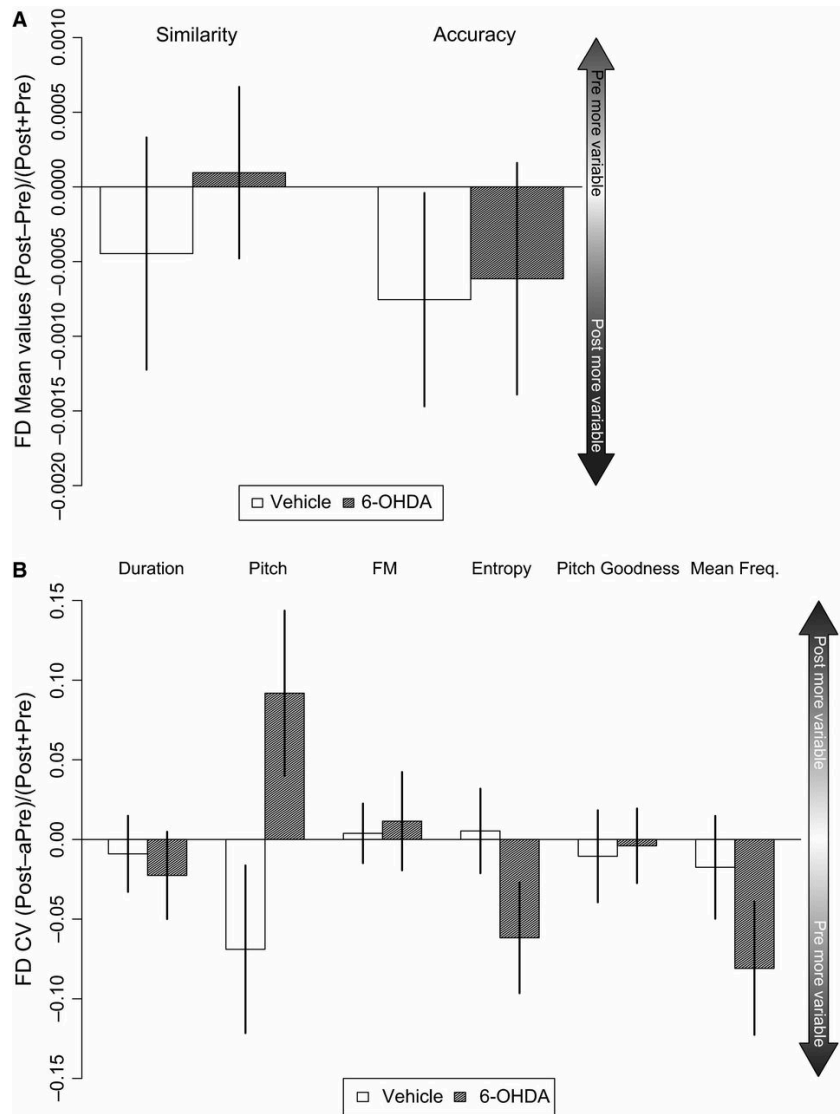 A
Similarity Accuracy
FD Mean values (Post–Pre)/(Post+Pre)
0.0010
0.0005
0.0000
−0.0005
−0.0010
−0.0015
−0.0020
Pre more variable
Post more variable
Vehicle 6-OHDA
B
Duration Pitch FM Entropy Pitch Goodness Mean Freq.
FD CV (Post–aPre)/(Post+Pre)
0.15
0.10
0.05
0.00
−0.05
−0.10
−0.15
Post more variable
Pre more variable
Vehicle 6-OHDA